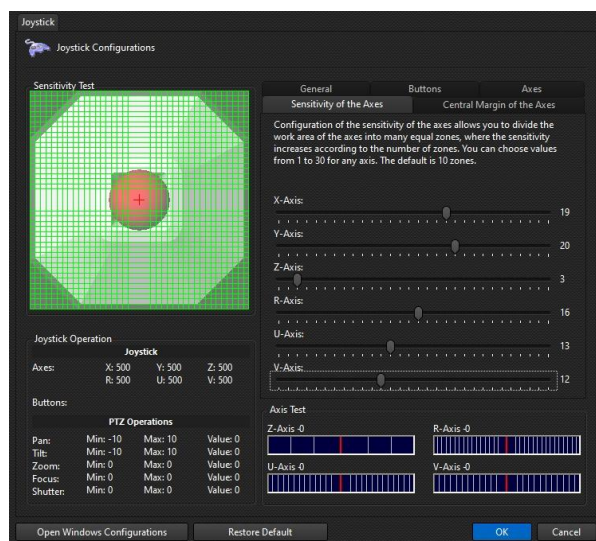 Joystick
Joystick Configurations
Sensitivity Test
General Buttons Axes
Sensitivity of the Axes Central Margin of the Axes
Configuration of the sensitivity of the axes allows you to divide the
work area of the axes into many equal zones, where the sensitivity
increases according to the number of zones. You can choose values
from 1 to 30 for any axis. The default is 10 zones.
X-Axis:
19
Y-Axis:
20
Z-Axis:
3
R-Axis:
16
U-Axis:
13
V-Axis:
12
Joystick Operation
Joystick
Axes: X: 500 Y: 500 Z: 500
R: 500 U: 500 V: 500
Buttons:
PTZ Operations
Pan: Min: -10 Max: 10 Value: 0
Tilt: Min: -10 Max: 10 Value: 0
Zoom: Min: 0 Max: 0 Value: 0
Focus: Min: 0 Max: 0 Value: 0
Shutter: Min: 0 Max: 0 Value: 0
Axis Test
Z-Axis -0 R-Axis -0
U-Axis -0 V-Axis -0
Open Windows Configurations Restore Default OK Cancel